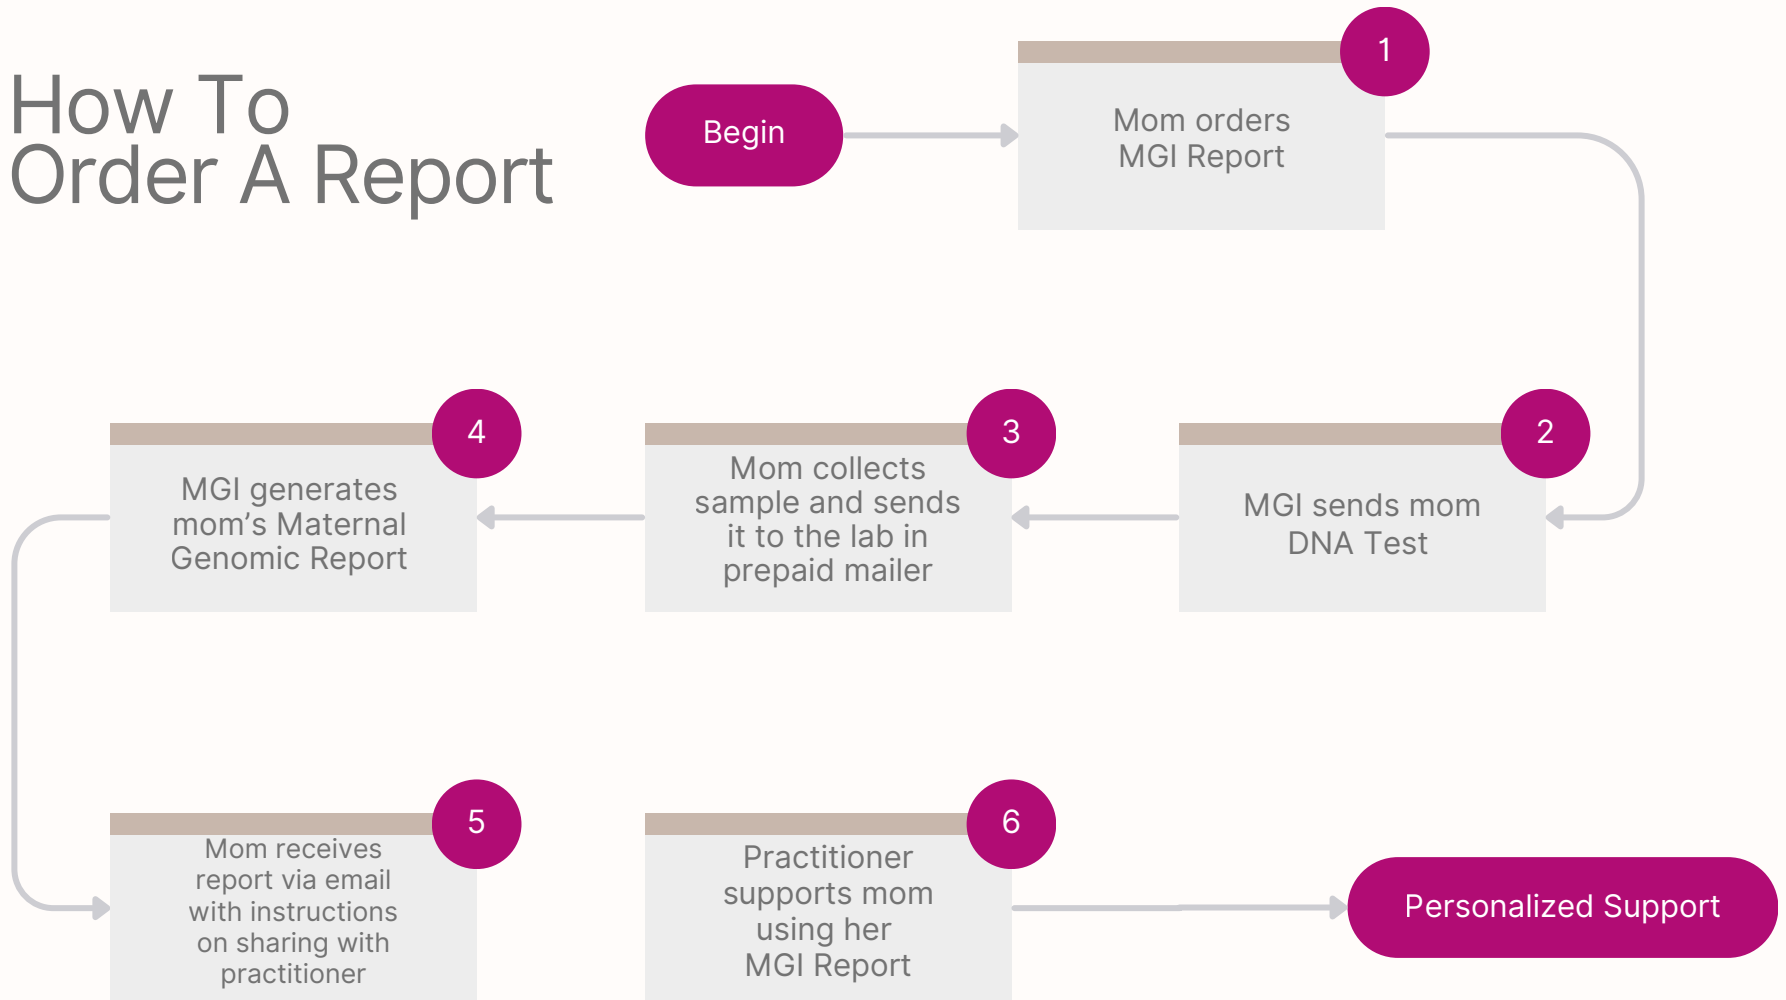 How To
Order A Report
Begin
1
Mom orders
MGI Report
2
MGI sends mom
DNA Test
3
Mom collects
sample and sends
it to the lab in
prepaid mailer
4
MGI generates
mom’s Maternal
Genomic Report
5
Mom receives
report via email
with instructions
on sharing with
practitioner
6
Practitioner
supports mom
using her
MGI Report
Personalized Support